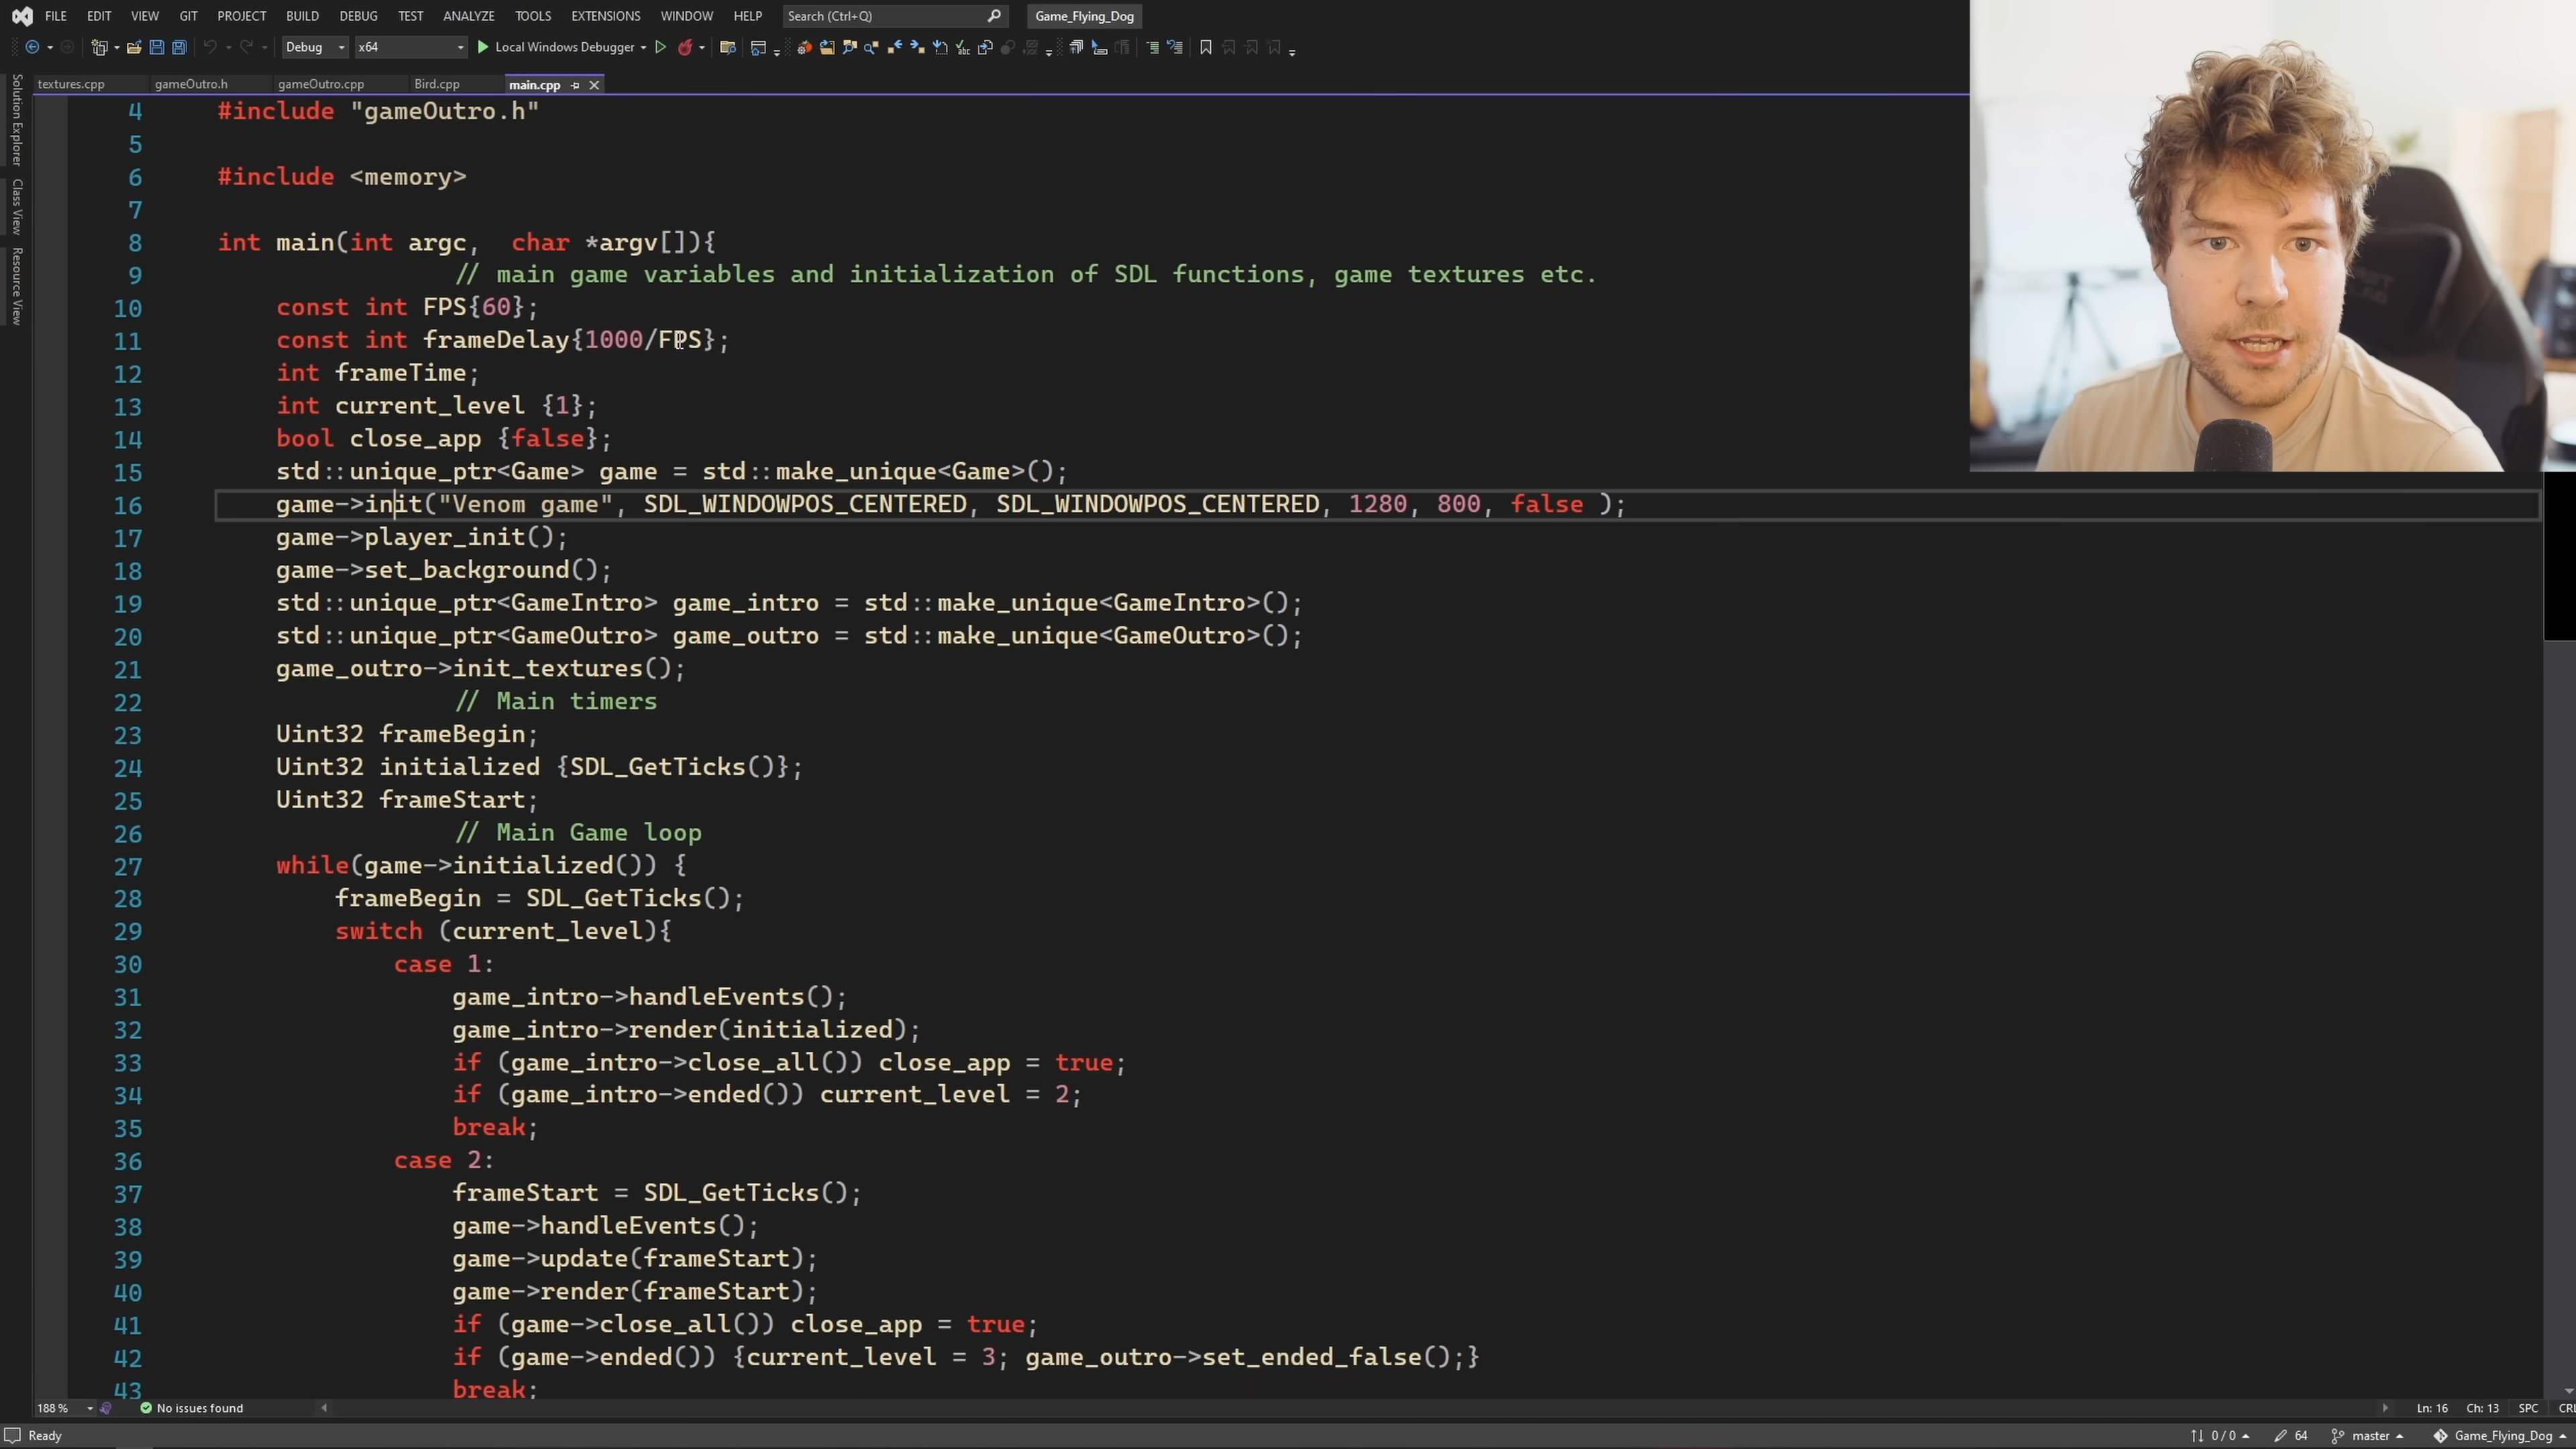 FILE EDIT VIEW GIT PROJECT BUILD DEBUG TEST ANALYZE TOOLS EXTENSIONS WINDOW HELP Search (Ctrl+Q) Game_Flying_Dog
Debug x64 Local Windows Debugger
textures.cpp gameOutro.h gameOutro.cpp Bird.cpp main.cpp
Solution Explorer
Class View
Resource View
4 #include "gameOutro.h"
5
6 #include <memory>
7
8 int main(int argc,  char *argv[]){
9 // main game variables and initialization of SDL functions, game textures etc.
10 const int FPS{60};
11 const int frameDelay{1000/FPS};
12 int frameTime;
13 int current_level {1};
14 bool close_app {false};
15 std::unique_ptr<Game> game = std::make_unique<Game>();
16 game->init("Venom game", SDL_WINDOWPOS_CENTERED, SDL_WINDOWPOS_CENTERED, 1280, 800, false );
17 game->player_init();
18 game->set_background();
19 std::unique_ptr<GameIntro> game_intro = std::make_unique<GameIntro>();
20 std::unique_ptr<GameOutro> game_outro = std::make_unique<GameOutro>();
21 game_outro->init_textures();
22 // Main timers
23 Uint32 frameBegin;
24 Uint32 initialized {SDL_GetTicks()};
25 Uint32 frameStart;
26 // Main Game loop
27 while(game->initialized()) {
28 frameBegin = SDL_GetTicks();
29 switch (current_level){
30 case 1:
31 game_intro->handleEvents();
32 game_intro->render(initialized);
33 if (game_intro->close_all()) close_app = true;
34 if (game_intro->ended()) current_level = 2;
35 break;
36 case 2:
37 frameStart = SDL_GetTicks();
38 game->handleEvents();
39 game->update(frameStart);
40 game->render(frameStart);
41 if (game->close_all()) close_app = true;
42 if (game->ended()) {current_level = 3; game_outro->set_ended_false();}
43 break;
188 % No issues found Ln: 16 Ch: 13 SPC CRL
Ready 0 / 0 64 master Game_Flying_Dog